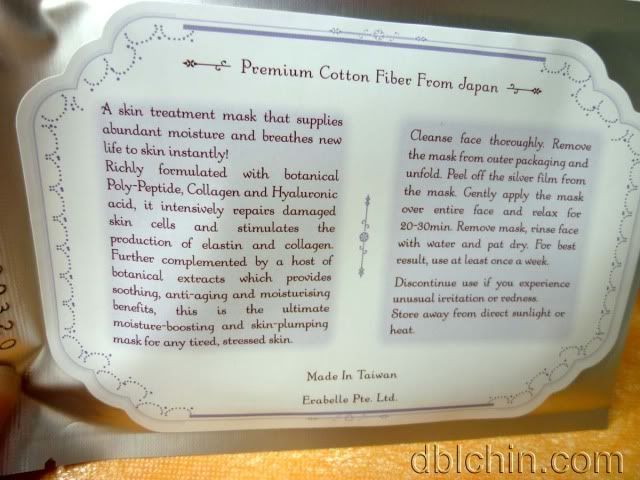 Premium Cotton Fiber From Japan
A skin treatment mask that supplies
abundant moisture and breathes new
life to skin instantly!
Richly formulated with botanical
Poly-Peptide, Collagen and Hyaluronic
acid, it intensively repairs damaged
skin cells and stimulates the
production of elastin and collagen.
Further complemented by a host of
botanical extracts which provides
soothing, anti-aging and moisturising
benefits, this is the ultimate
moisture-boosting and skin-plumping
mask for any tired, stressed skin.
Cleanse face thoroughly. Remove
the mask from outer packaging and
unfold. Peel off the silver film from
the mask. Gently apply the mask
over entire face and relax for
20-30min. Remove mask, rinse face
with water and pat dry. For best
result, use at least once a week.
Discontinue use if you experience
unusual irritation or redness.
Store away from direct sunlight or
heat.
Made In Taiwan
Erabelle Pte. Ltd.
dblchin.com